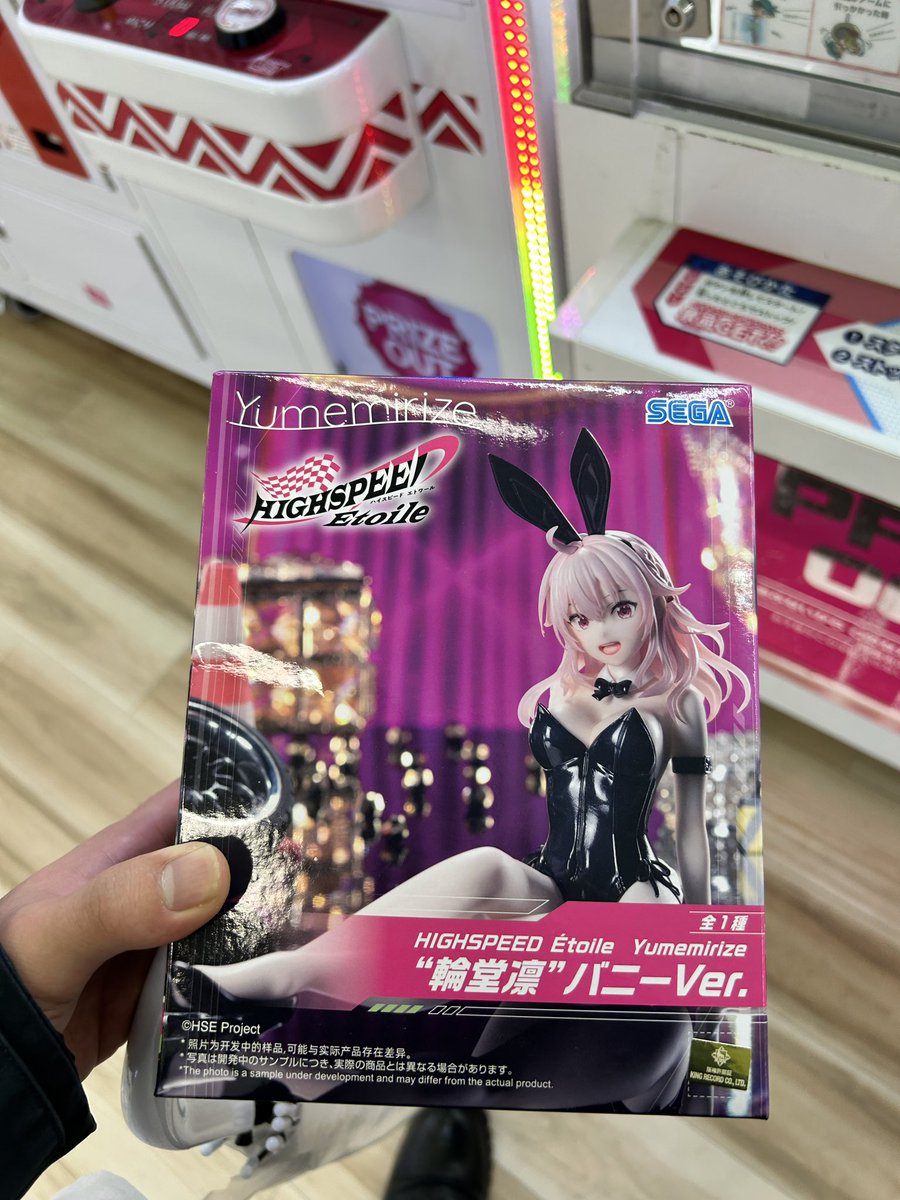 PRIZE
OUT
あそびかた
Yumemirize
SEGA®
HIGHSPEED
ハイスピード エトワール
Étoile
全1種
HIGHSPEED Étoile Yumemirize
“輪堂凛”バニーVer.
©HSE Project
*照片为开发中的样品,可能与实际产品存在差异。
*写真は開発中のサンプルにつき、実際の商品とは異なる場合があります。
*The photo is a sample under development and may differ from the actual product.
KING RECORD CO., LTD.